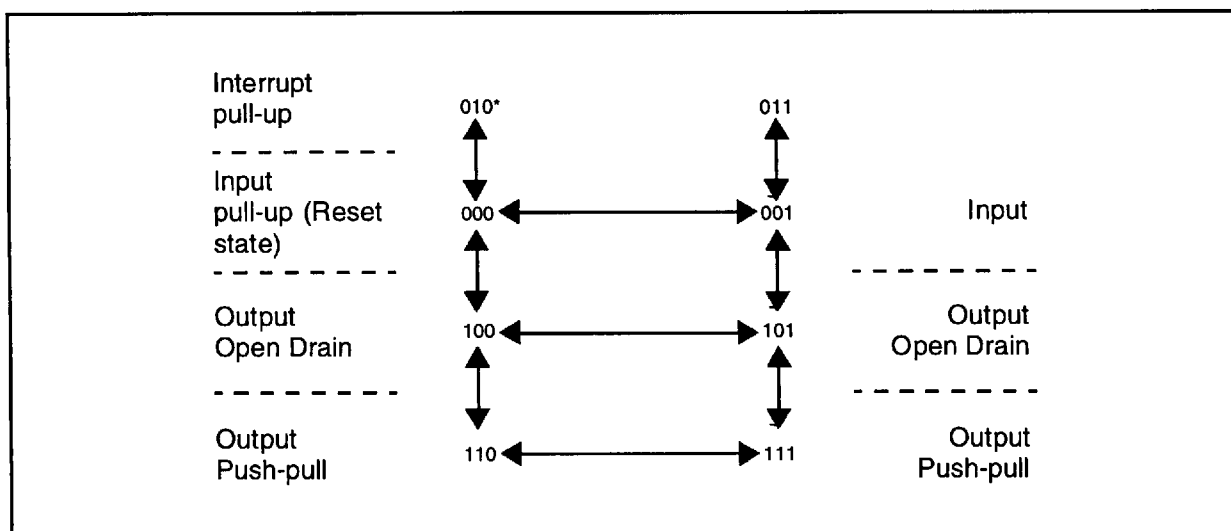 Interrupt
pull-up
010*
011
Input
pull-up (Reset
state)
000
001
Input
Output
Open Drain
100
101
Output
Open Drain
Output
Push-pull
110
111
Output
Push-pull